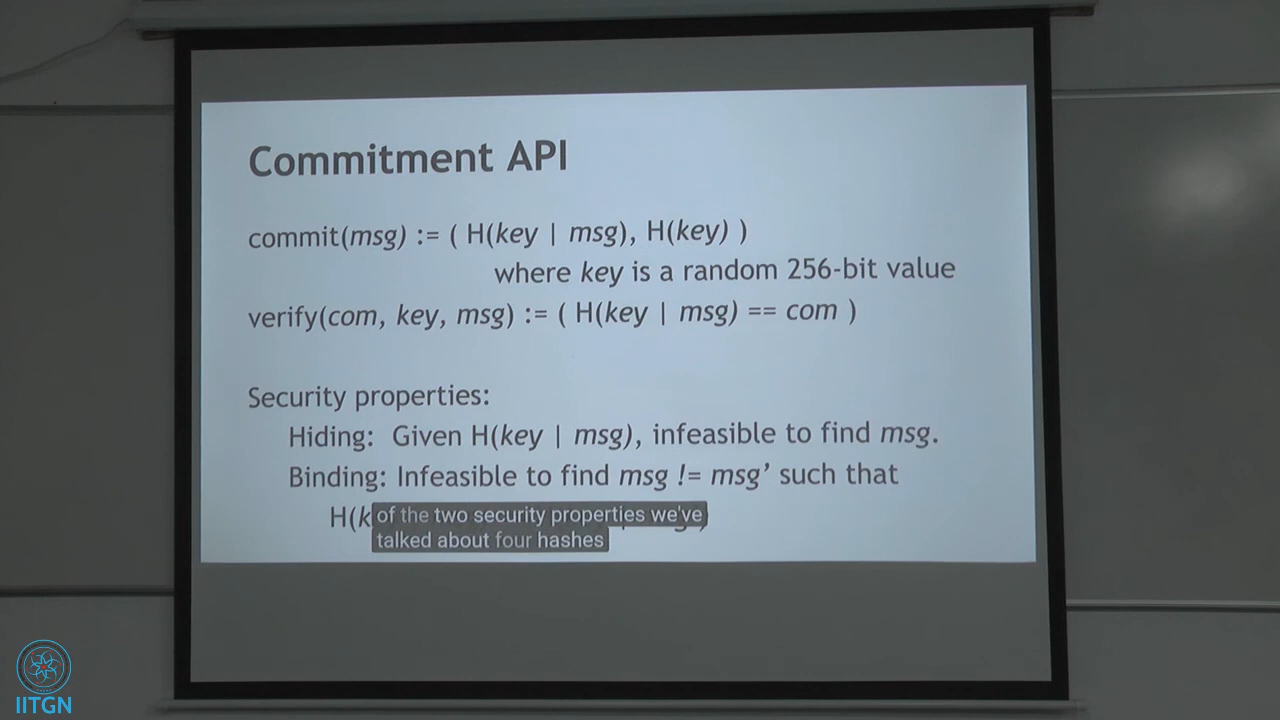 Commitment API
commit(msg) := ( H(key | msg), H(key) )
where key is a random 256-bit value
verify(com, key, msg) := ( H(key | msg) == com )
Security properties:
Hiding: Given H(key | msg), infeasible to find msg.
Binding: Infeasible to find msg != msg’ such that
H(k
of the two security properties we've
talked about four hashes
IITGN